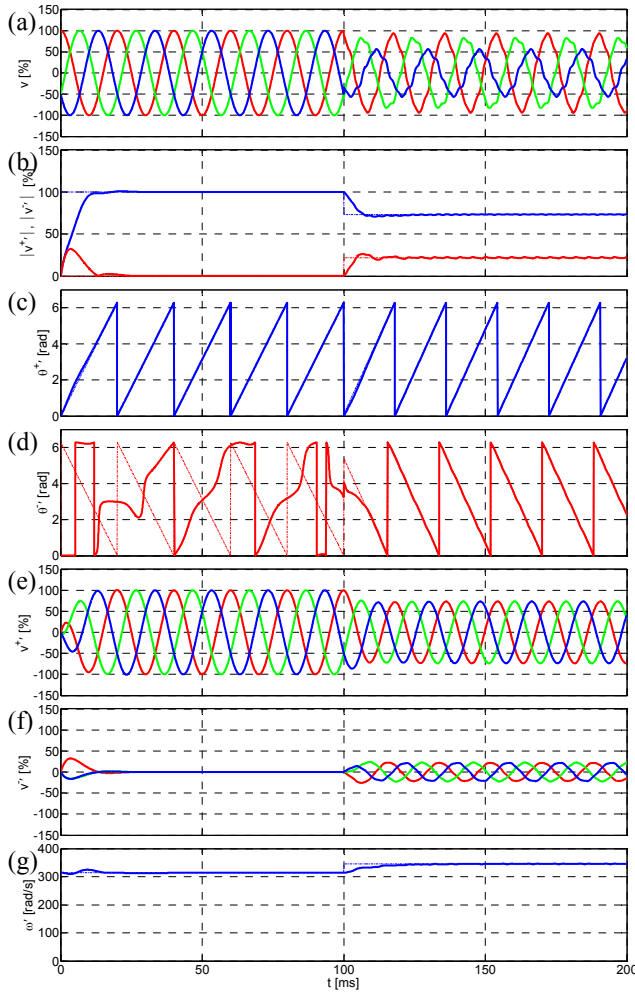 (a)
150
100
50
0
-50
-100
150
v [%]
(b)
150
100
50
0
|v⁺'|, |v⁻'| [%]
(c)
6
4
2
0
θ⁺' [rad]
(d)
6
4
2
0
θ⁻' [rad]
(e)
150
100
50
0
-50
-100
-150
v⁺' [%]
(f)
150
100
50
0
-50
-100
-150
v⁻' [%]
(g)
400
300
200
100
0
ω' [rad/s]
0
50
100
150
200
t [ms]